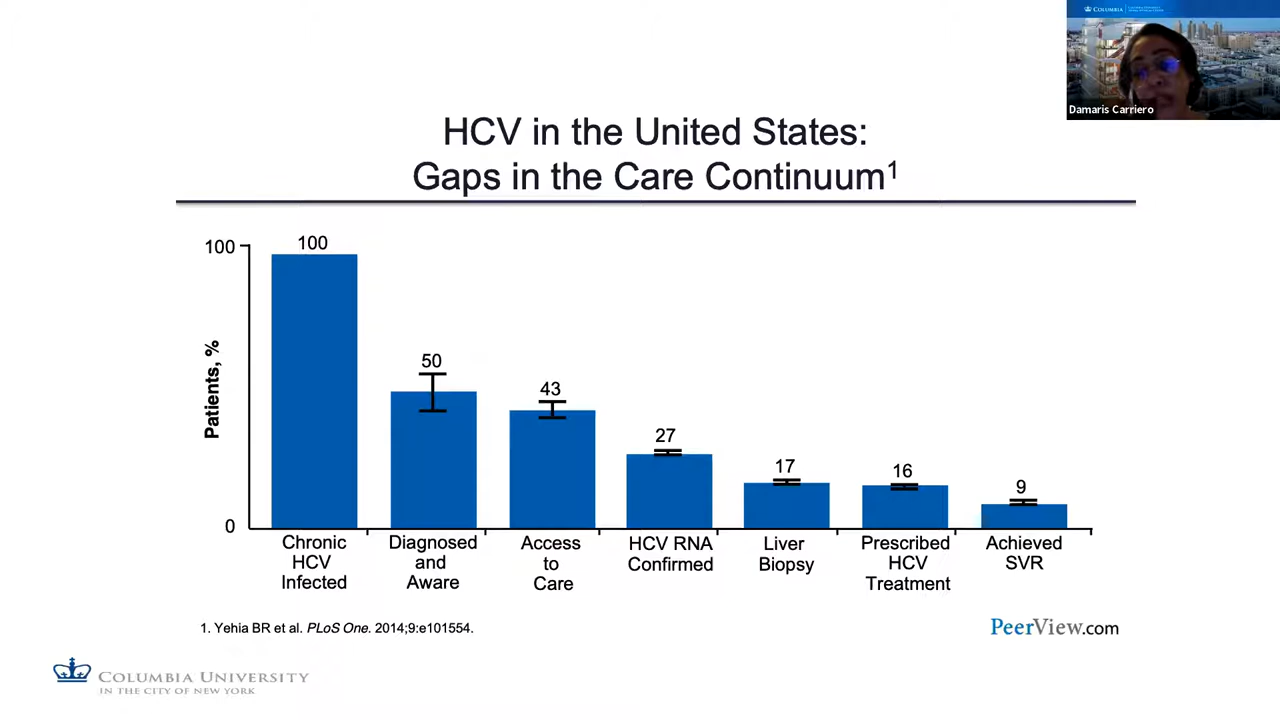 COLUMBIA
Damaris Carriero
HCV in the United States:
Gaps in the Care Continuum1
100
100
50
43
27
17
16
9
0
Patients, %
Chronic
HCV
Infected
Diagnosed
and
Aware
Access
to
Care
HCV RNA
Confirmed
Liver
Biopsy
Prescribed
HCV
Treatment
Achieved
SVR
1. Yehia BR et al. PLoS One. 2014;9:e101554.
PeerView.com
COLUMBIA UNIVERSITY
IN THE CITY OF NEW YORK